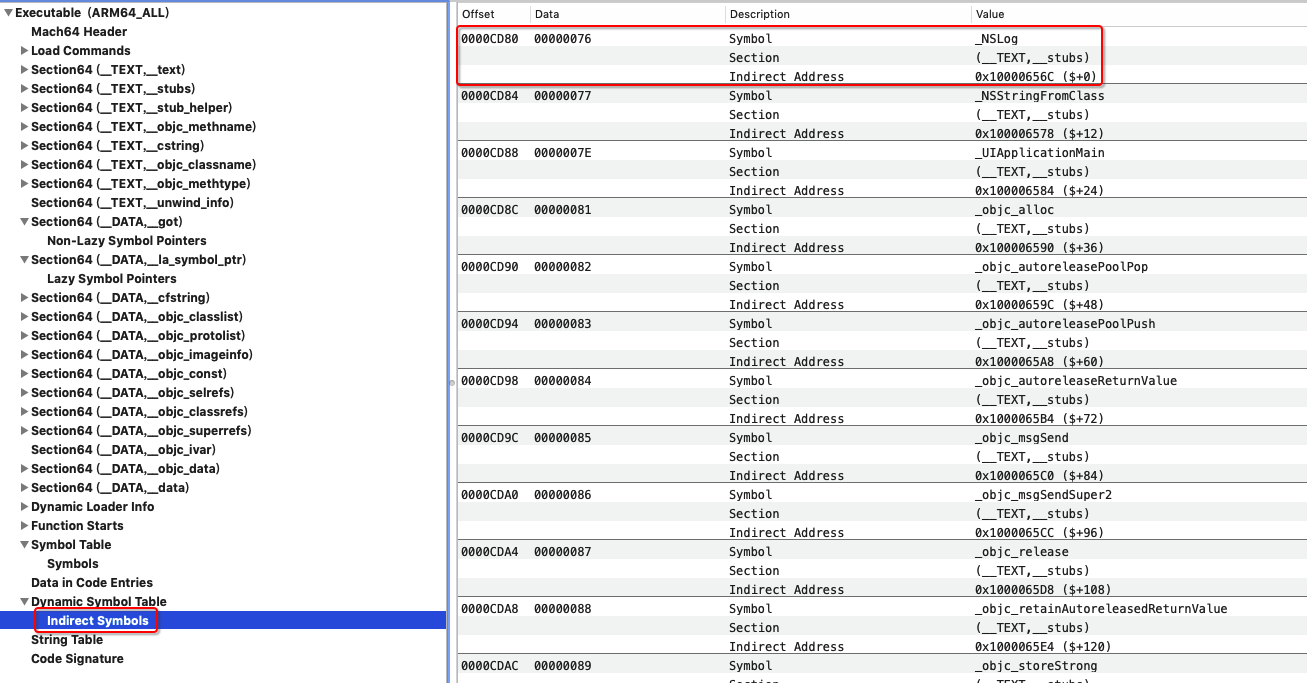 Executable (ARM64_ALL)
Mach64 Header
Load Commands
Section64 (__TEXT,__text)
Section64 (__TEXT,__stubs)
Section64 (__TEXT,__stub_helper)
Section64 (__TEXT,__objc_methname)
Section64 (__TEXT,__cstring)
Section64 (__TEXT,__objc_classname)
Section64 (__TEXT,__objc_methtype)
Section64 (__TEXT,__unwind_info)
Section64 (__DATA,__got)
Non-Lazy Symbol Pointers
Section64 (__DATA,__la_symbol_ptr)
Lazy Symbol Pointers
Section64 (__DATA,__cfstring)
Section64 (__DATA,__objc_classlist)
Section64 (__DATA,__objc_protolist)
Section64 (__DATA,__objc_imageinfo)
Section64 (__DATA,__objc_const)
Section64 (__DATA,__objc_selrefs)
Section64 (__DATA,__objc_classrefs)
Section64 (__DATA,__objc_superrefs)
Section64 (__DATA,__objc_ivar)
Section64 (__DATA,__objc_data)
Section64 (__DATA,__data)
Dynamic Loader Info
Function Starts
Symbol Table
Symbols
Data in Code Entries
Dynamic Symbol Table
Indirect Symbols
String Table
Code Signature
Offset Data Description Value
0000CD80 00000076 Symbol _NSLog
Section (__TEXT,__stubs)
Indirect Address 0x10000656C ($+0)
0000CD84 00000077 Symbol _NSStringFromClass
Section (__TEXT,__stubs)
Indirect Address 0x100006578 ($+12)
0000CD88 0000007E Symbol _UIApplicationMain
Section (__TEXT,__stubs)
Indirect Address 0x100006584 ($+24)
0000CD8C 00000081 Symbol _objc_alloc
Section (__TEXT,__stubs)
Indirect Address 0x100006590 ($+36)
0000CD90 00000082 Symbol _objc_autoreleasePoolPop
Section (__TEXT,__stubs)
Indirect Address 0x10000659C ($+48)
0000CD94 00000083 Symbol _objc_autoreleasePoolPush
Section (__TEXT,__stubs)
Indirect Address 0x1000065A8 ($+60)
0000CD98 00000084 Symbol _objc_autoreleaseReturnValue
Section (__TEXT,__stubs)
Indirect Address 0x1000065B4 ($+72)
0000CD9C 00000085 Symbol _objc_msgSend
Section (__TEXT,__stubs)
Indirect Address 0x1000065C0 ($+84)
0000CDA0 00000086 Symbol _objc_msgSendSuper2
Section (__TEXT,__stubs)
Indirect Address 0x1000065CC ($+96)
0000CDA4 00000087 Symbol _objc_release
Section (__TEXT,__stubs)
Indirect Address 0x1000065D8 ($+108)
0000CDA8 00000088 Symbol _objc_retainAutoreleasedReturnValue
Section (__TEXT,__stubs)
Indirect Address 0x1000065E4 ($+120)
0000CDAC 00000089 Symbol _objc_storeStrong